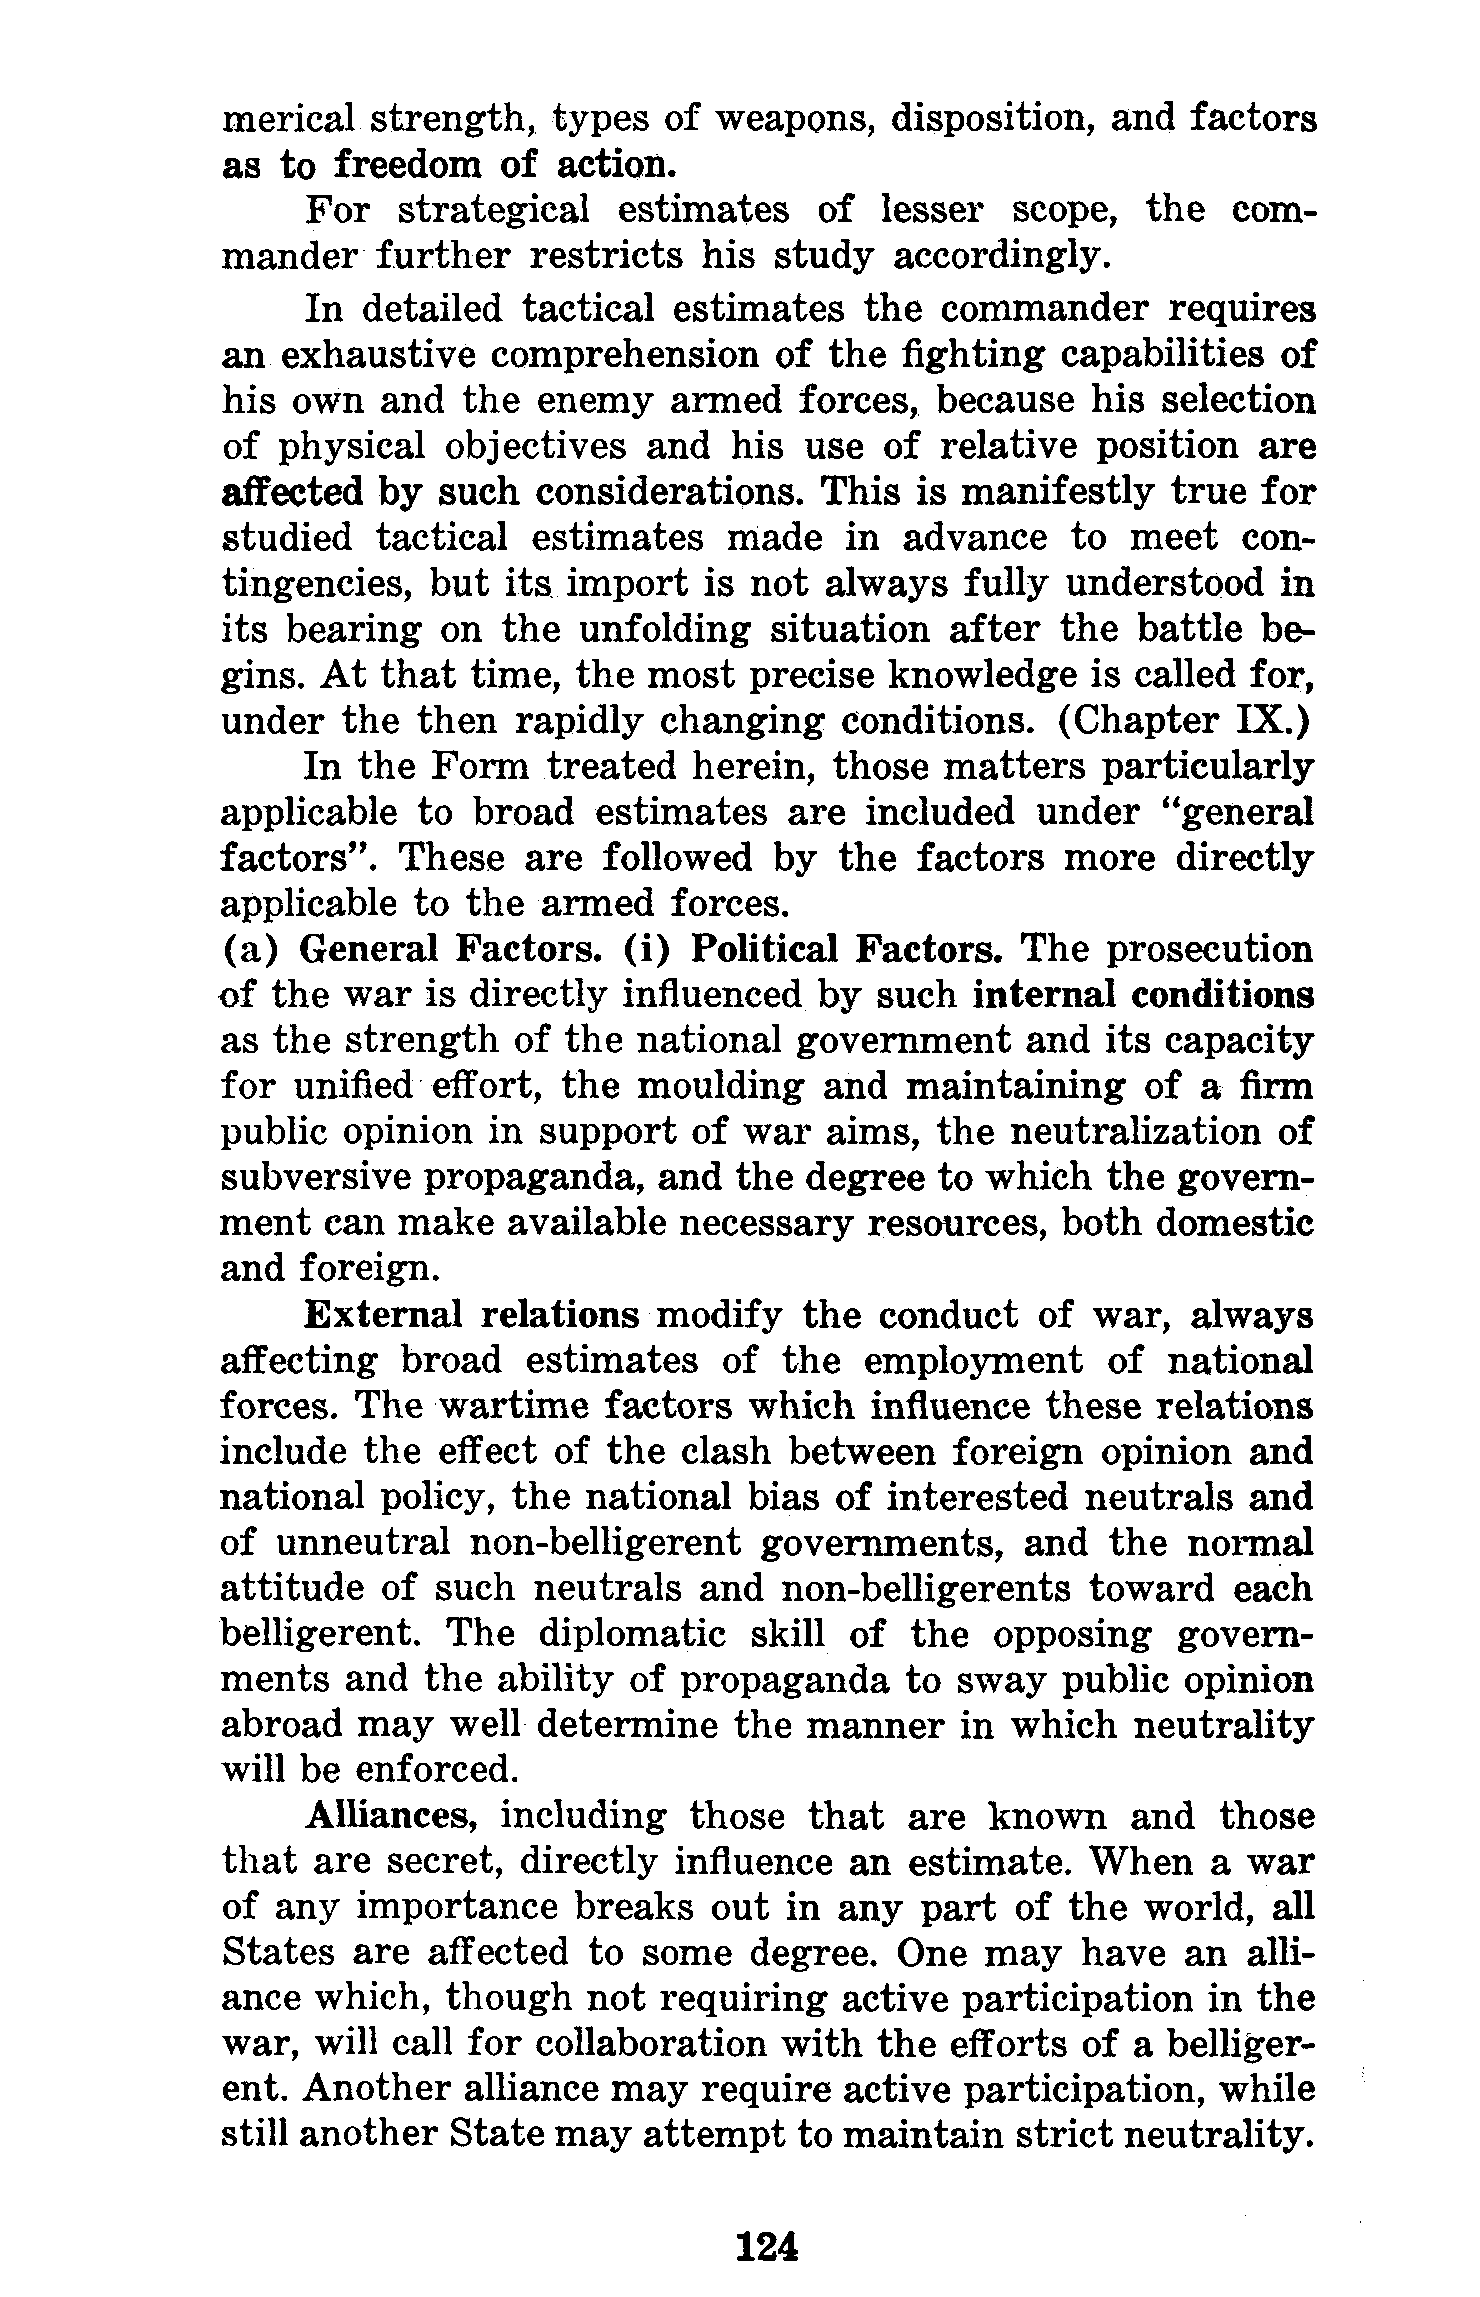 merical strength, types of weapons, disposition, and factors
as to freedom of action.
For strategical estimates of lesser scope, the com-
mander further restricts his study accordingly.
In detailed tactical estimates the commander requires
an exhaustive comprehension of the fighting capabilities of
his own and the enemy armed forces, because his selection
of physical objectives and his use of relative position are
affected by such considerations. This is manifestly true for
studied tactical estimates made in advance to meet con-
tingencies, but its import is not always fully understood in
its bearing on the unfolding situation after the battle be-
gins. At that time, the most precise knowledge is called for,
under the then rapidly changing conditions. (Chapter IX.)
In the Form treated herein, those matters particularly
applicable to broad estimates are included under "general
factors". These are followed by the factors more directly
applicable to the armed forces.
(a) General Factors. (i) Political Factors. The prosecution
of the war is directly influenced by such internal conditions
as the strength of the national government and its capacity
for unified effort, the moulding and maintaining of a firm
public opinion in support of war aims, the neutralization of
subversive propaganda, and the degree to which the govern-
ment can make available necessary resources, both domestic
and foreign.
External relations modify the conduct of war, always
affecting broad estimates of the employment of national
forces. The wartime factors which influence these relations
include the effect of the clash between foreign opinion and
national policy, the national bias of interested neutrals and
of unneutral non-belligerent governments, and the normal
attitude of such neutrals and non-belligerents toward each
belligerent. The diplomatic skill of the opposing govern-
ments and the ability of propaganda to sway public opinion
abroad may well determine the manner in which neutrality
will be enforced.
Alliances, including those that are known and those
that are secret, directly influence an estimate. When a war
of any importance breaks out in any part of the world, all
States are affected to some degree. One may have an alli-
ance which, though not requiring active participation in the
war, will call for collaboration with the efforts of a belliger-
ent. Another alliance may require active participation, while
still another State may attempt to maintain strict neutrality.
124